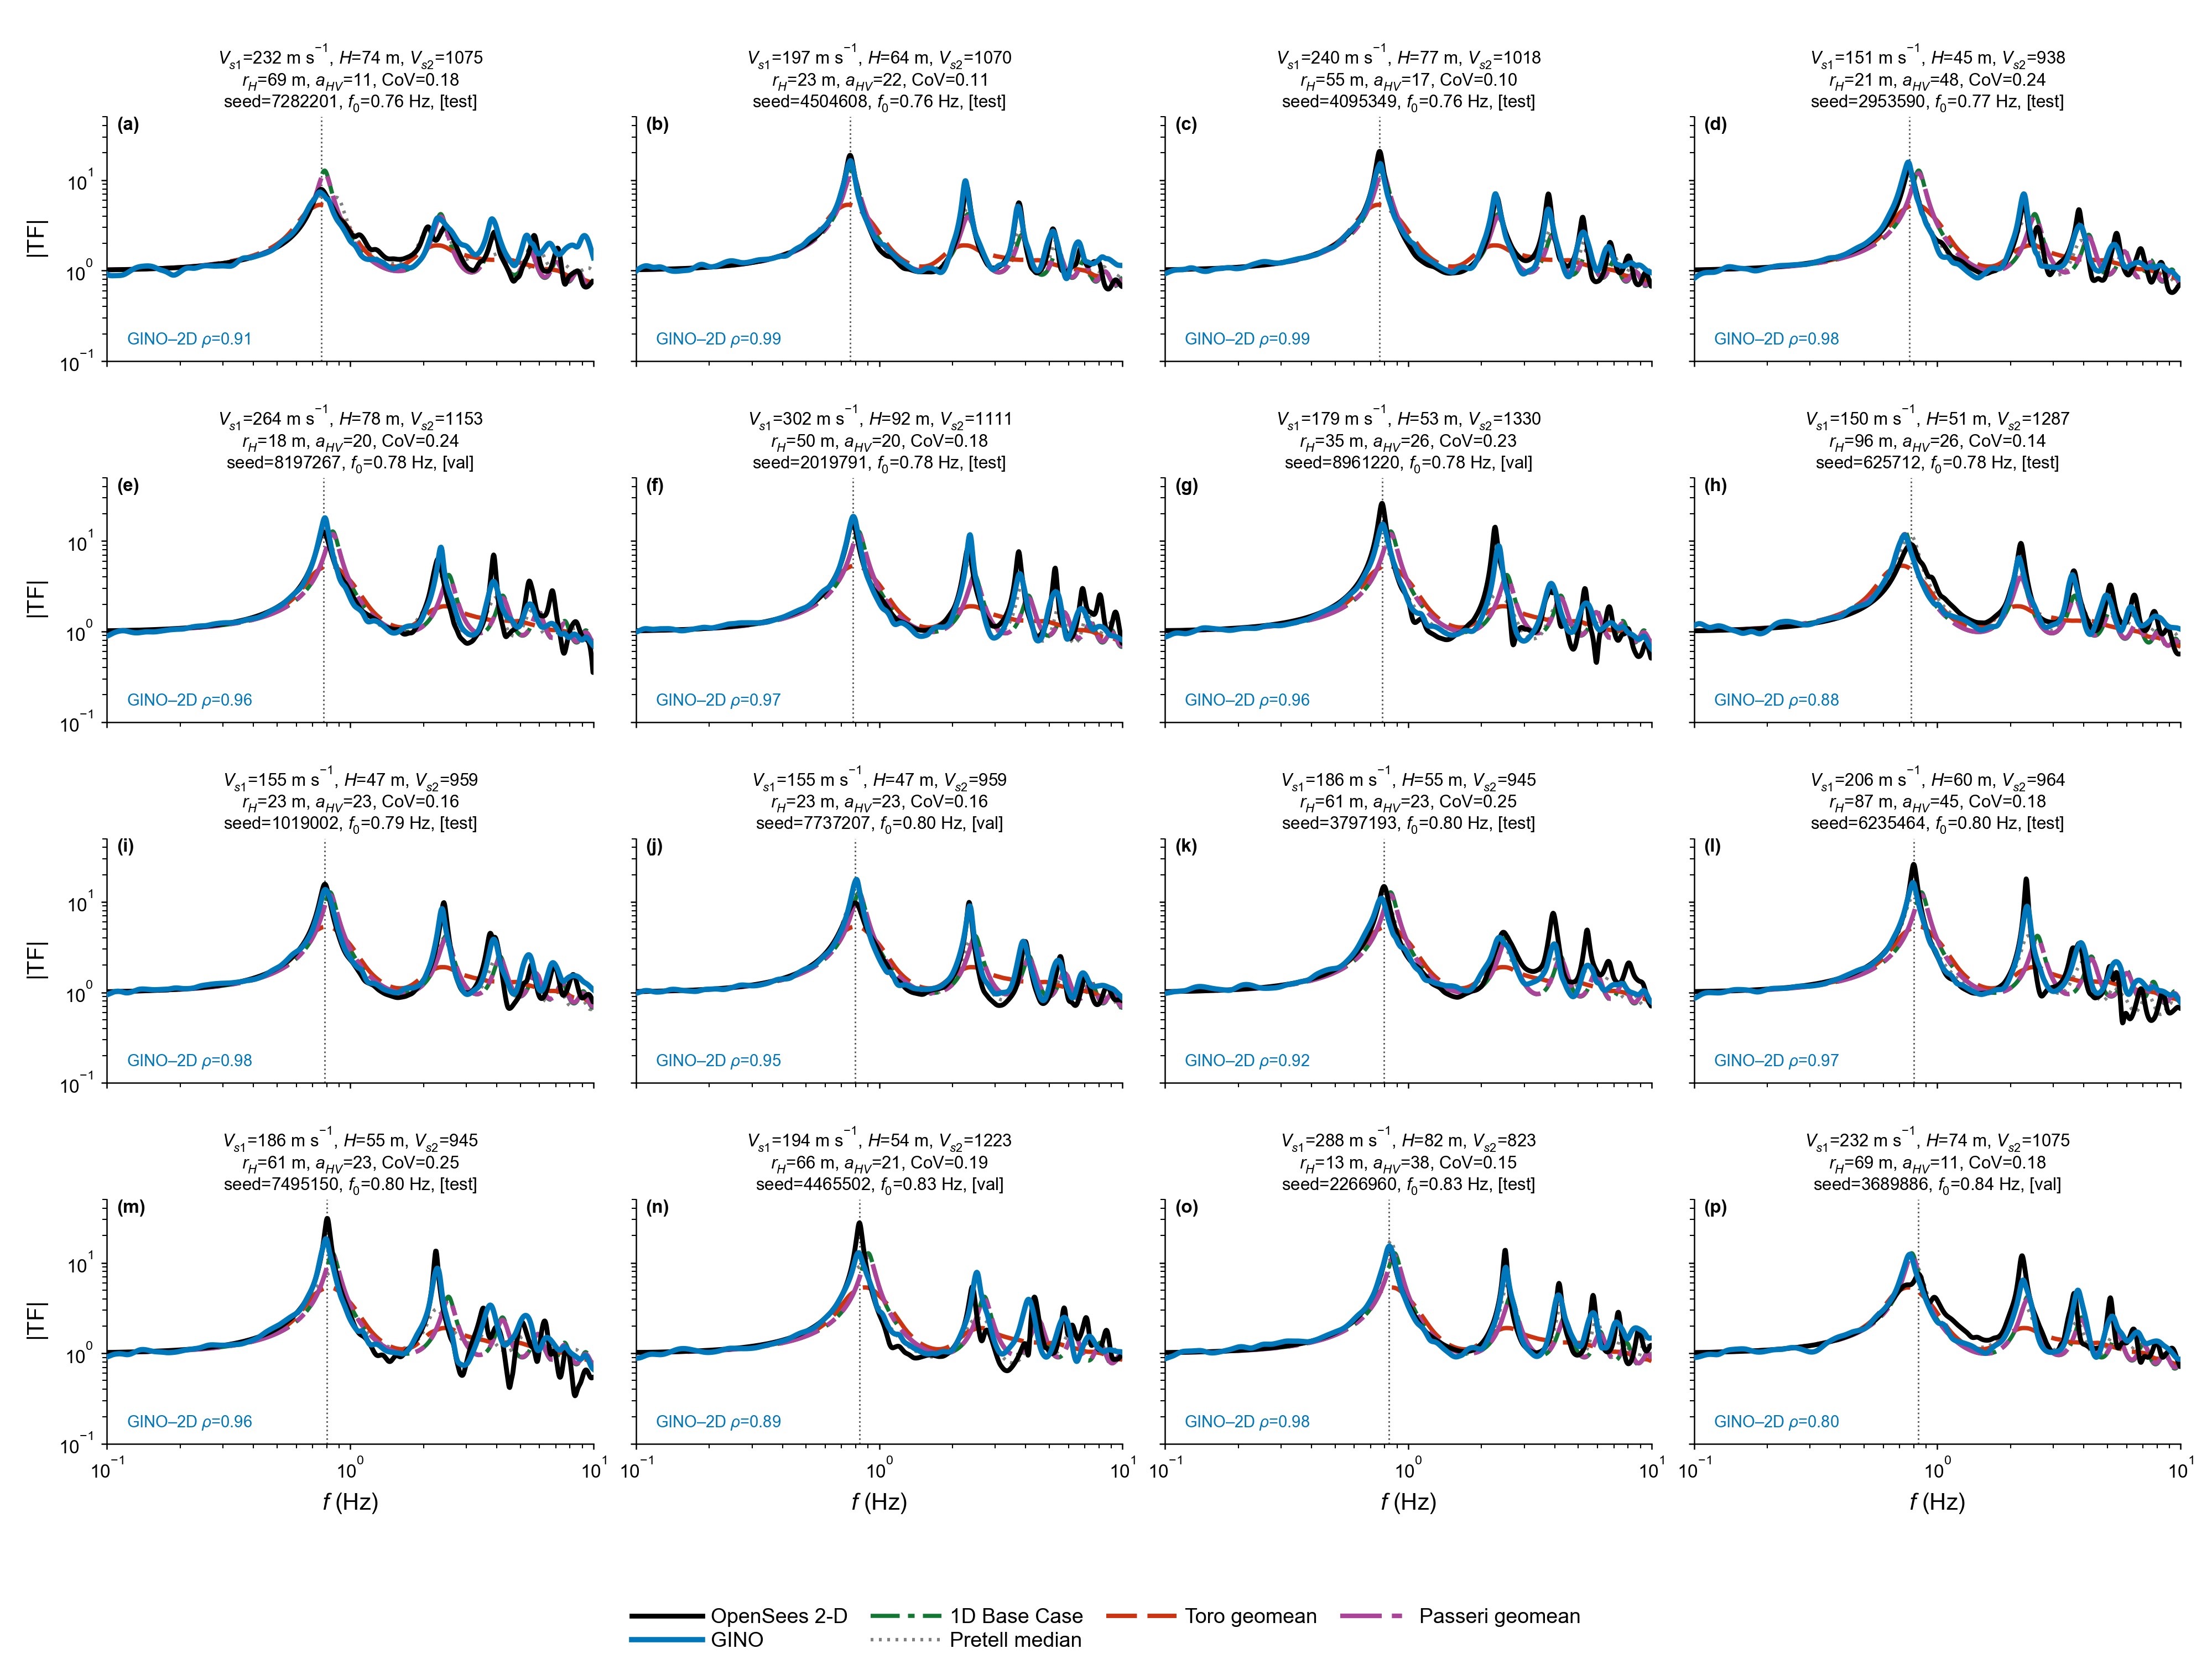 V_s1=232 m s⁻¹, H=74 m, V_s2=1075
r_H=69 m, a_HV=11, CoV=0.18
seed=7282201, f_0=0.76 Hz, [test]
V_s1=197 m s⁻¹, H=64 m, V_s2=1070
r_H=23 m, a_HV=22, CoV=0.11
seed=4504608, f_0=0.76 Hz, [test]
V_s1=240 m s⁻¹, H=77 m, V_s2=1018
r_H=55 m, a_HV=17, CoV=0.10
seed=4095349, f_0=0.76 Hz, [test]
V_s1=151 m s⁻¹, H=45 m, V_s2=938
r_H=21 m, a_HV=48, CoV=0.24
seed=2953590, f_0=0.77 Hz, [test]
(a)
(b)
(c)
(d)
|TF|
10¹
10⁰
10⁻¹
GINO–2D ρ=0.91
GINO–2D ρ=0.99
GINO–2D ρ=0.99
GINO–2D ρ=0.98
V_s1=264 m s⁻¹, H=78 m, V_s2=1153
r_H=18 m, a_HV=20, CoV=0.24
seed=8197267, f_0=0.78 Hz, [val]
V_s1=302 m s⁻¹, H=92 m, V_s2=1111
r_H=50 m, a_HV=20, CoV=0.18
seed=2019791, f_0=0.78 Hz, [test]
V_s1=179 m s⁻¹, H=53 m, V_s2=1330
r_H=35 m, a_HV=26, CoV=0.23
seed=8961220, f_0=0.78 Hz, [val]
V_s1=150 m s⁻¹, H=51 m, V_s2=1287
r_H=96 m, a_HV=26, CoV=0.14
seed=625712, f_0=0.78 Hz, [test]
(e)
(f)
(g)
(h)
|TF|
10¹
10⁰
10⁻¹
GINO–2D ρ=0.96
GINO–2D ρ=0.97
GINO–2D ρ=0.96
GINO–2D ρ=0.88
V_s1=155 m s⁻¹, H=47 m, V_s2=959
r_H=23 m, a_HV=23, CoV=0.16
seed=1019002, f_0=0.79 Hz, [test]
V_s1=155 m s⁻¹, H=47 m, V_s2=959
r_H=23 m, a_HV=23, CoV=0.16
seed=7737207, f_0=0.80 Hz, [val]
V_s1=186 m s⁻¹, H=55 m, V_s2=945
r_H=61 m, a_HV=23, CoV=0.25
seed=3797193, f_0=0.80 Hz, [test]
V_s1=206 m s⁻¹, H=60 m, V_s2=964
r_H=87 m, a_HV=45, CoV=0.18
seed=6235464, f_0=0.80 Hz, [test]
(i)
(j)
(k)
(l)
|TF|
10¹
10⁰
10⁻¹
GINO–2D ρ=0.98
GINO–2D ρ=0.95
GINO–2D ρ=0.92
GINO–2D ρ=0.97
V_s1=186 m s⁻¹, H=55 m, V_s2=945
r_H=61 m, a_HV=23, CoV=0.25
seed=7495150, f_0=0.80 Hz, [test]
V_s1=194 m s⁻¹, H=54 m, V_s2=1223
r_H=66 m, a_HV=21, CoV=0.19
seed=4465502, f_0=0.83 Hz, [val]
V_s1=288 m s⁻¹, H=82 m, V_s2=823
r_H=13 m, a_HV=38, CoV=0.15
seed=2266960, f_0=0.83 Hz, [test]
V_s1=232 m s⁻¹, H=74 m, V_s2=1075
r_H=69 m, a_HV=11, CoV=0.18
seed=3689886, f_0=0.84 Hz, [val]
(m)
(n)
(o)
(p)
|TF|
10¹
10⁰
10⁻¹
GINO–2D ρ=0.96
GINO–2D ρ=0.89
GINO–2D ρ=0.98
GINO–2D ρ=0.80
10⁻¹ 10⁰ 10¹
10⁻¹ 10⁰ 10¹
10⁻¹ 10⁰ 10¹
10⁻¹ 10⁰ 10¹
f (Hz)
f (Hz)
f (Hz)
f (Hz)
OpenSees 2-D
1D Base Case
Toro geomean
Passeri geomean
GINO
Pretell median